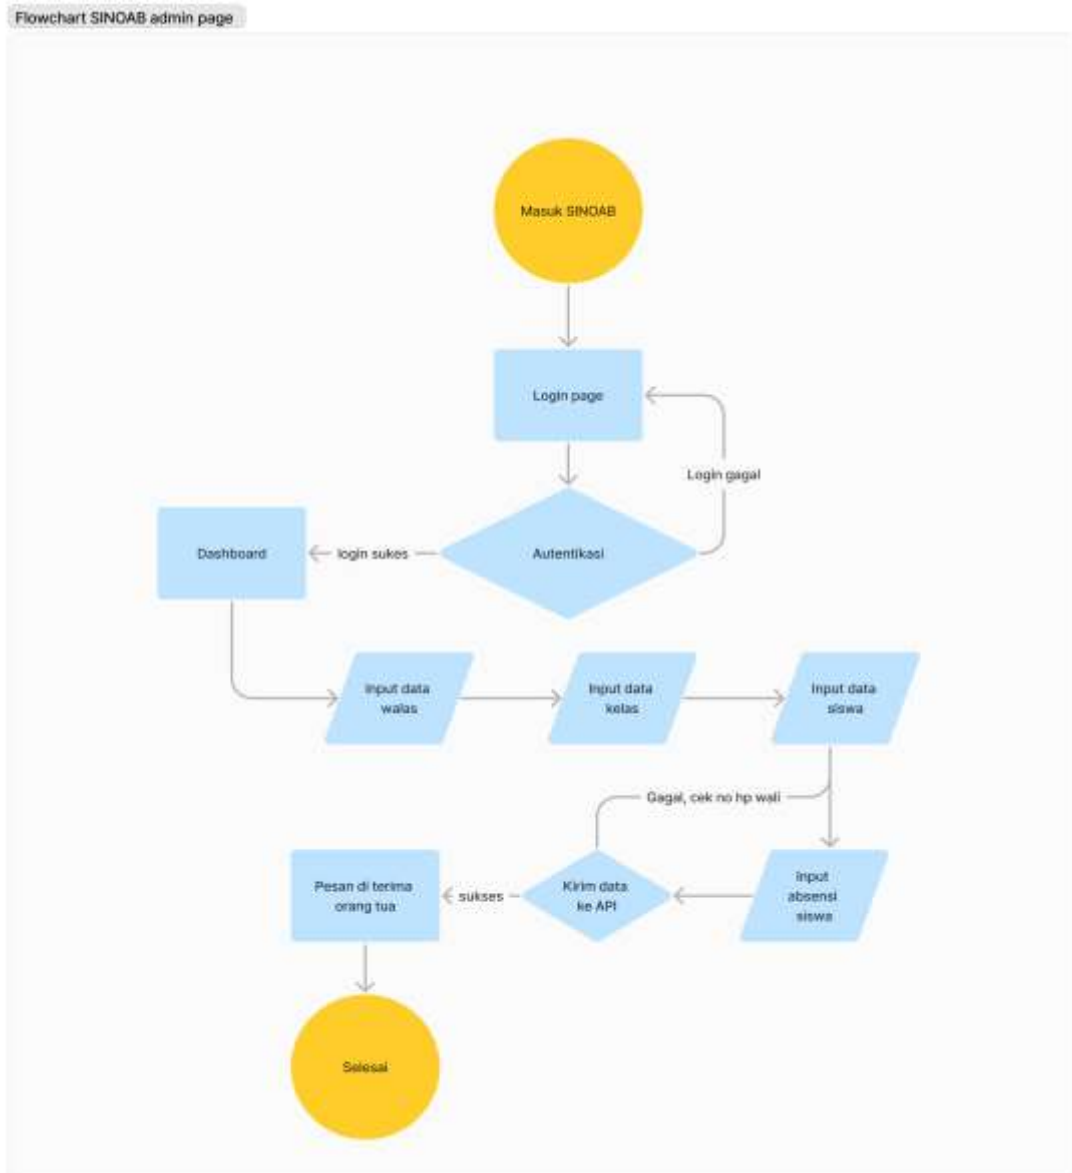 Flowchart SINOAB admin page
Masuk SINOAB
Login page
Login gagal
Dashboard
login sukes
Autentikasi
Input data
walas
Input data
kelas
Input data
siswa
Gagal, cek no hp wali
Pesan di terima
orang tua
sukses
Kirim data
ke API
Input
absensi
siswa
Selesai